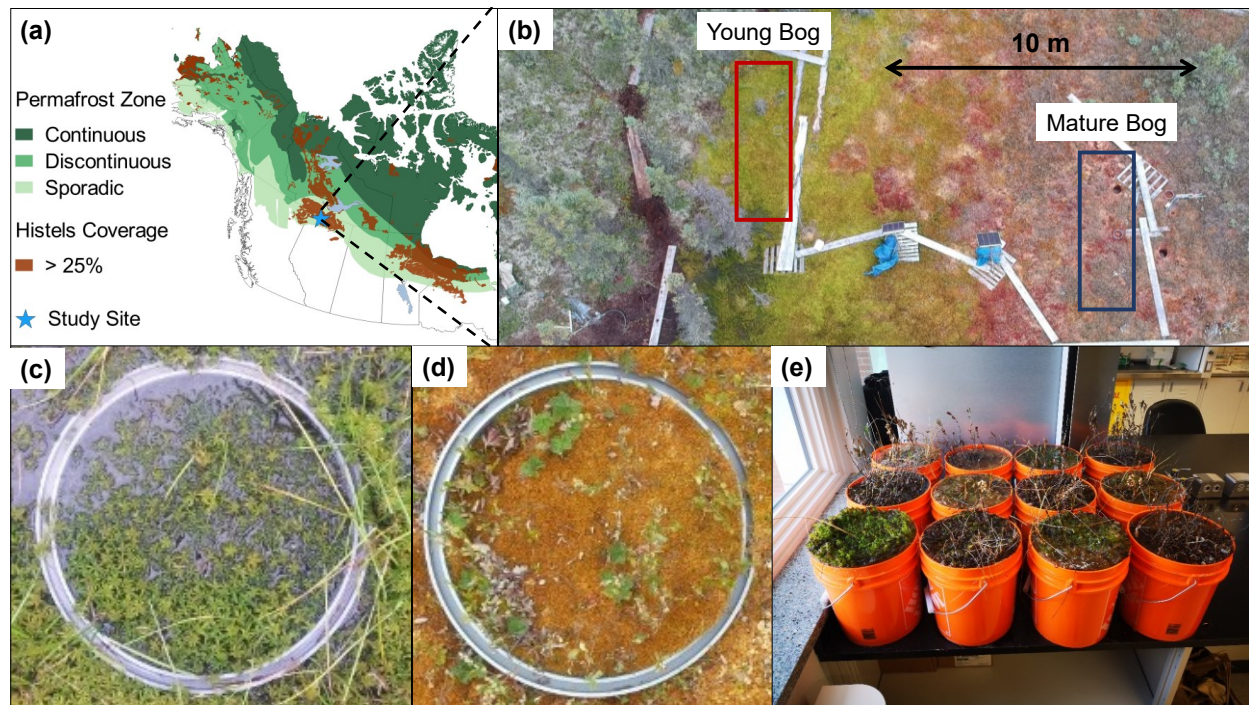 (a)
Permafrost Zone
Continuous
Discontinuous
Sporadic
Histels Coverage
> 25%
Study Site
(b)
Young Bog
10 m
Mature Bog
(c)
(d)
(e)